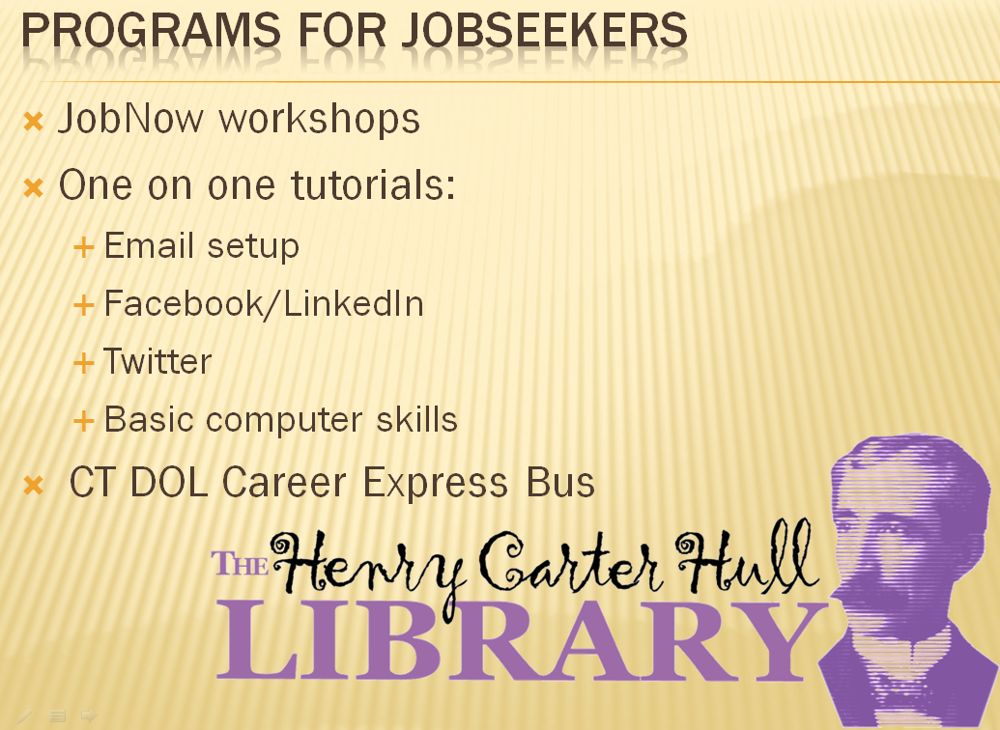 PROGRAMS FOR JOBSEEKERS
JobNow workshops
One on one tutorials:
Email setup
Facebook/LinkedIn
Twitter
Basic computer skills
CT DOL Career Express Bus
THE Henry Carter Hull
LIBRARY